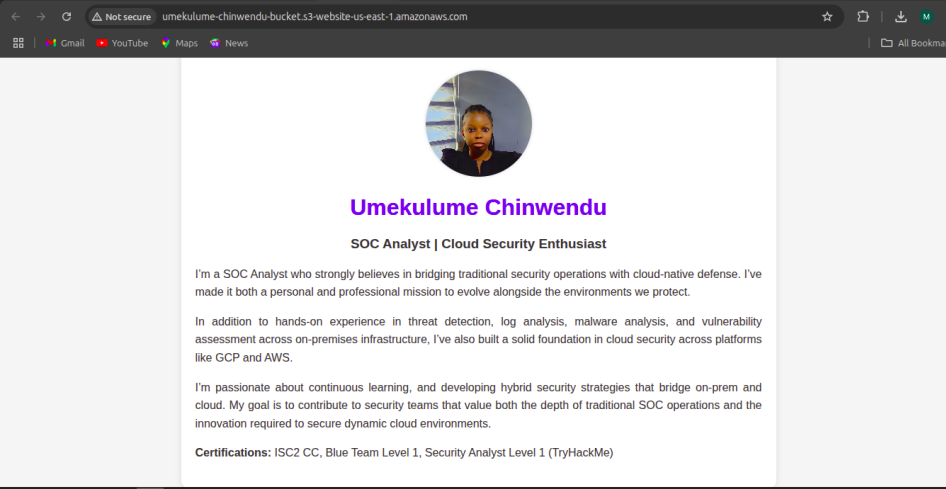 Not secure
umekulume-chinwendu-bucket.s3-website-us-east-1.amazonaws.com
M
Gmail
YouTube
Maps
News
All Bookma
Umekulume Chinwendu
SOC Analyst | Cloud Security Enthusiast
I’m a SOC Analyst who strongly believes in bridging traditional security operations with cloud-native defense. I’ve
made it both a personal and professional mission to evolve alongside the environments we protect.
In addition to hands-on experience in threat detection, log analysis, malware analysis, and vulnerability
assessment across on-premises infrastructure, I’ve also built a solid foundation in cloud security across platforms
like GCP and AWS.
I’m passionate about continuous learning, and developing hybrid security strategies that bridge on-prem and
cloud. My goal is to contribute to security teams that value both the depth of traditional SOC operations and the
innovation required to secure dynamic cloud environments.
Certifications: ISC2 CC, Blue Team Level 1, Security Analyst Level 1 (TryHackMe)